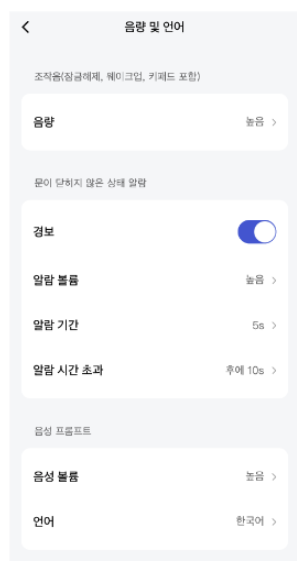 음량 및 언어
조작음(잠금해제, 웨이크업, 키패드 포함)
음량 높음
문이 닫히지 않은 상태 알람
경보
알람 볼륨 높음
알람 기간 5s
알람 시간 초과 후에 10s
음성 프롬프트
음성 볼륨 높음
언어 한국어